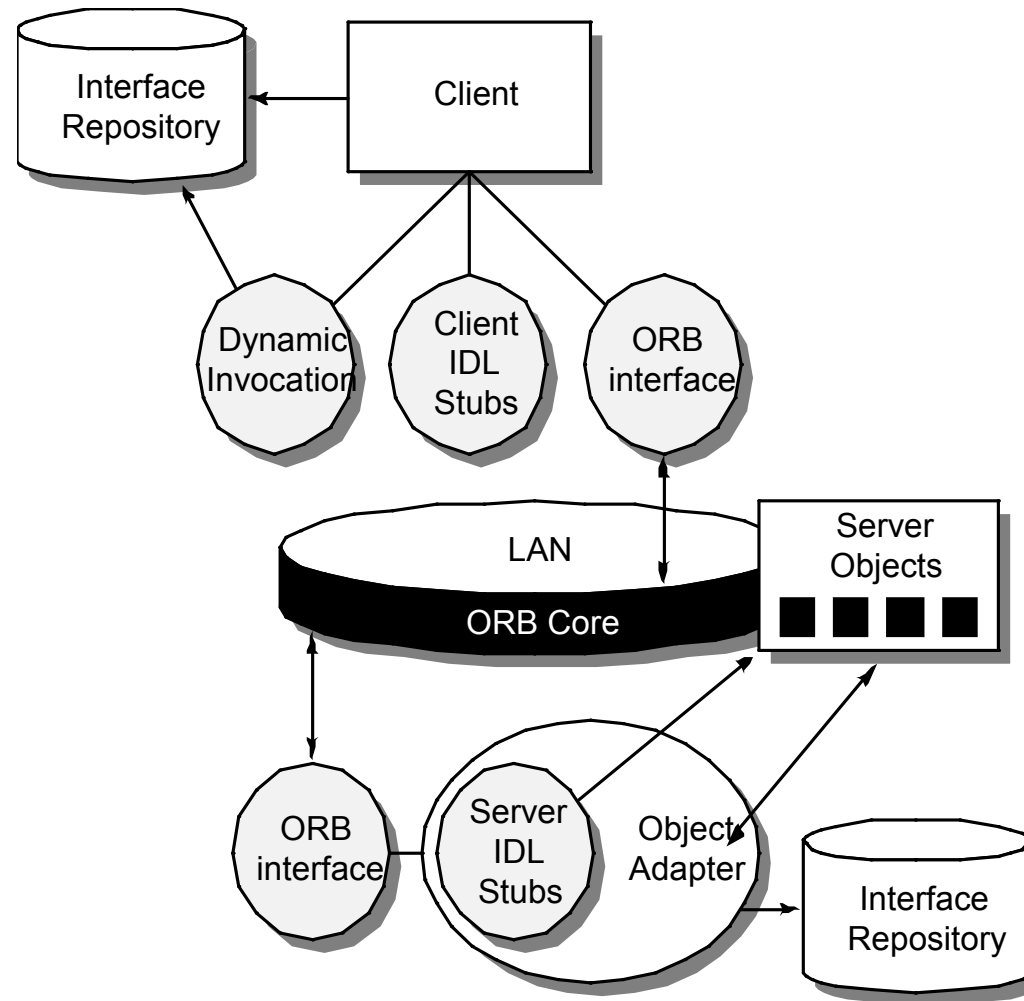 Interface
Repository
Client
Dynamic
Invocation
Client
IDL
Stubs
ORB
interface
LAN
ORB Core
Server
Objects
ORB
interface
Server
IDL
Stubs
Object
Adapter
Interface
Repository